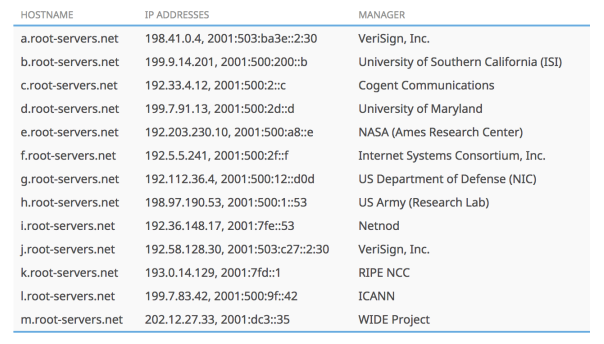 HOSTNAME IP ADDRESSES MANAGER
a.root-servers.net 198.41.0.4, 2001:503:ba3e::2:30 VeriSign, Inc.
b.root-servers.net 199.9.14.201, 2001:500:200::b University of Southern California (ISI)
c.root-servers.net 192.33.4.12, 2001:500:2::c Cogent Communications
d.root-servers.net 199.7.91.13, 2001:500:2d::d University of Maryland
e.root-servers.net 192.203.230.10, 2001:500:a8::e NASA (Ames Research Center)
f.root-servers.net 192.5.5.241, 2001:500:2f::f Internet Systems Consortium, Inc.
g.root-servers.net 192.112.36.4, 2001:500:12::d0d US Department of Defense (NIC)
h.root-servers.net 198.97.190.53, 2001:500:1::53 US Army (Research Lab)
i.root-servers.net 192.36.148.17, 2001:7fe::53 Netnod
j.root-servers.net 192.58.128.30, 2001:503:c27::2:30 VeriSign, Inc.
k.root-servers.net 193.0.14.129, 2001:7fd::1 RIPE NCC
l.root-servers.net 199.7.83.42, 2001:500:9f::42 ICANN
m.root-servers.net 202.12.27.33, 2001:dc3::35 WIDE Project